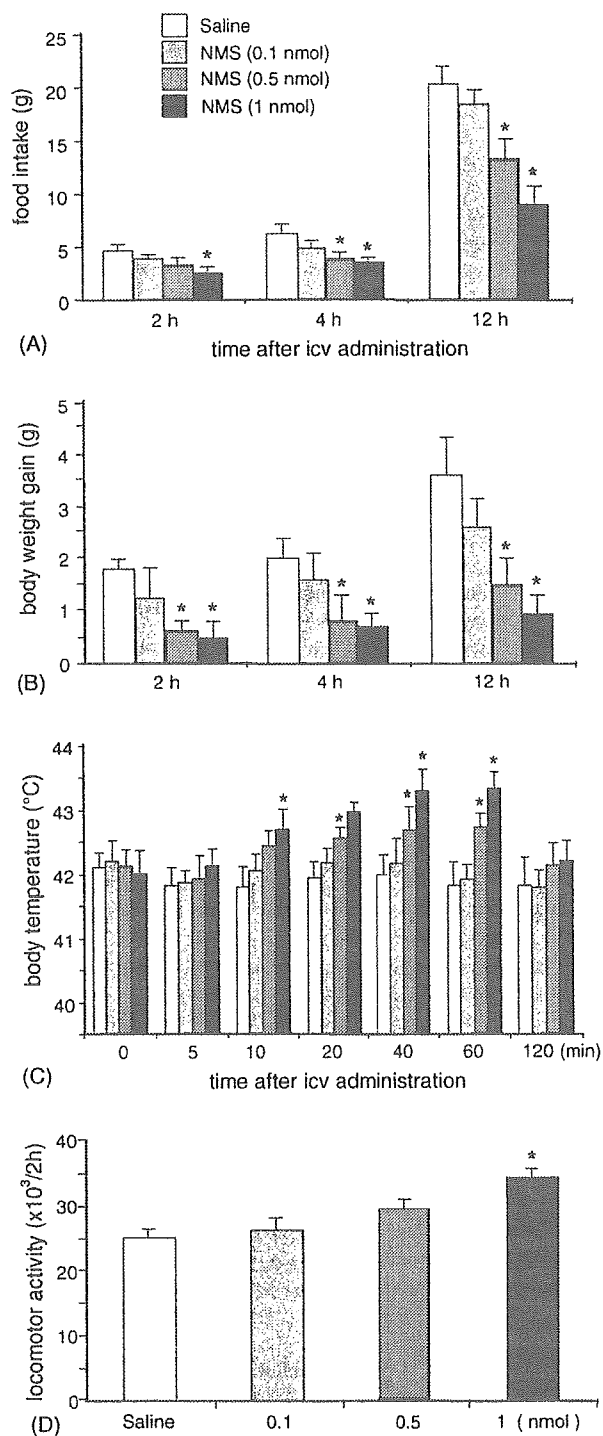 Saline
NMS (0.1 nmol)
NMS (0.5 nmol)
NMS (1 nmol)
food intake (g)
25
20
15
10
5
0
*
*
*
*
*
2 h
4 h
12 h
(A)
time after icv administration
body weight gain (g)
5
4
3
2
1
0
*
*
*
*
*
*
2 h
4 h
12 h
(B)
body temperature (°C)
44
43
42
41
40
*
*
*
*
*
*
0
5
10
20
40
60
120 (min)
(C)
time after icv administration
locomotor activity (x10³/2h)
40
35
25
20
10
0
*
Saline
0.1
0.5
1 ( nmol)
(D)